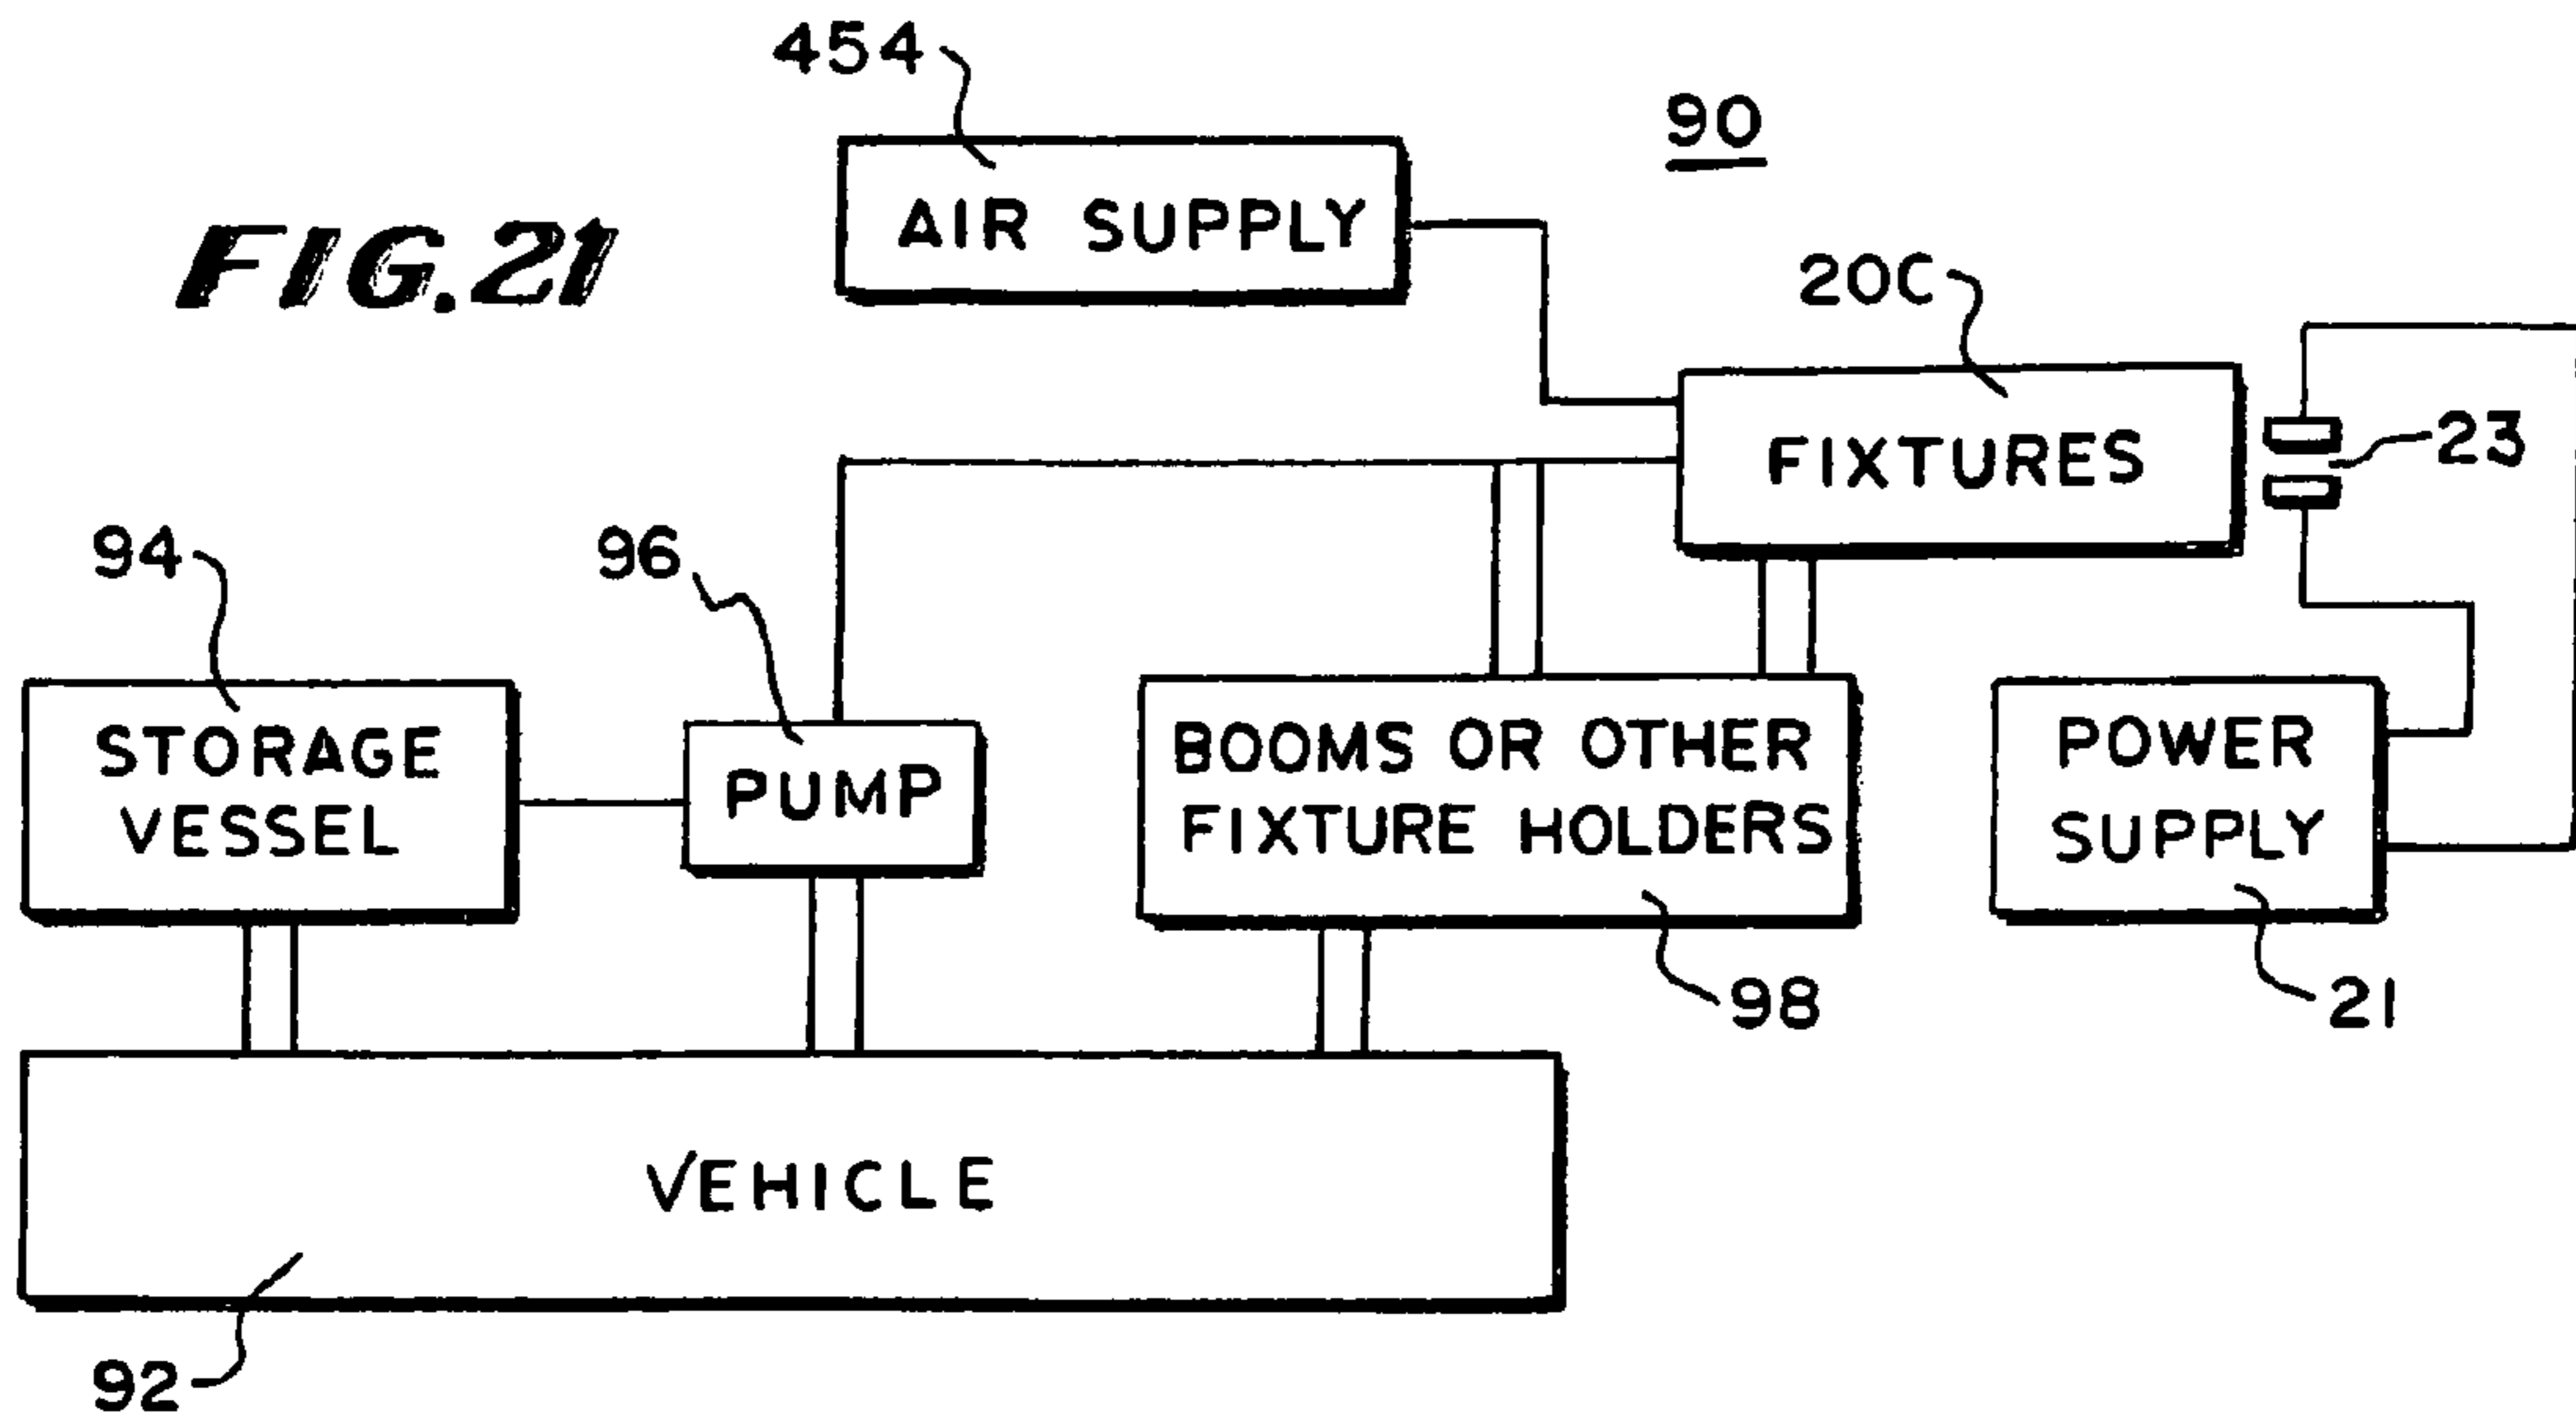 454
90
AIR SUPPLY
FIG.21
20C
23
FIXTURES
94
96
STORAGE
VESSEL
PUMP
BOOMS OR OTHER
FIXTURE HOLDERS
POWER
SUPPLY
98
21
VEHICLE
92